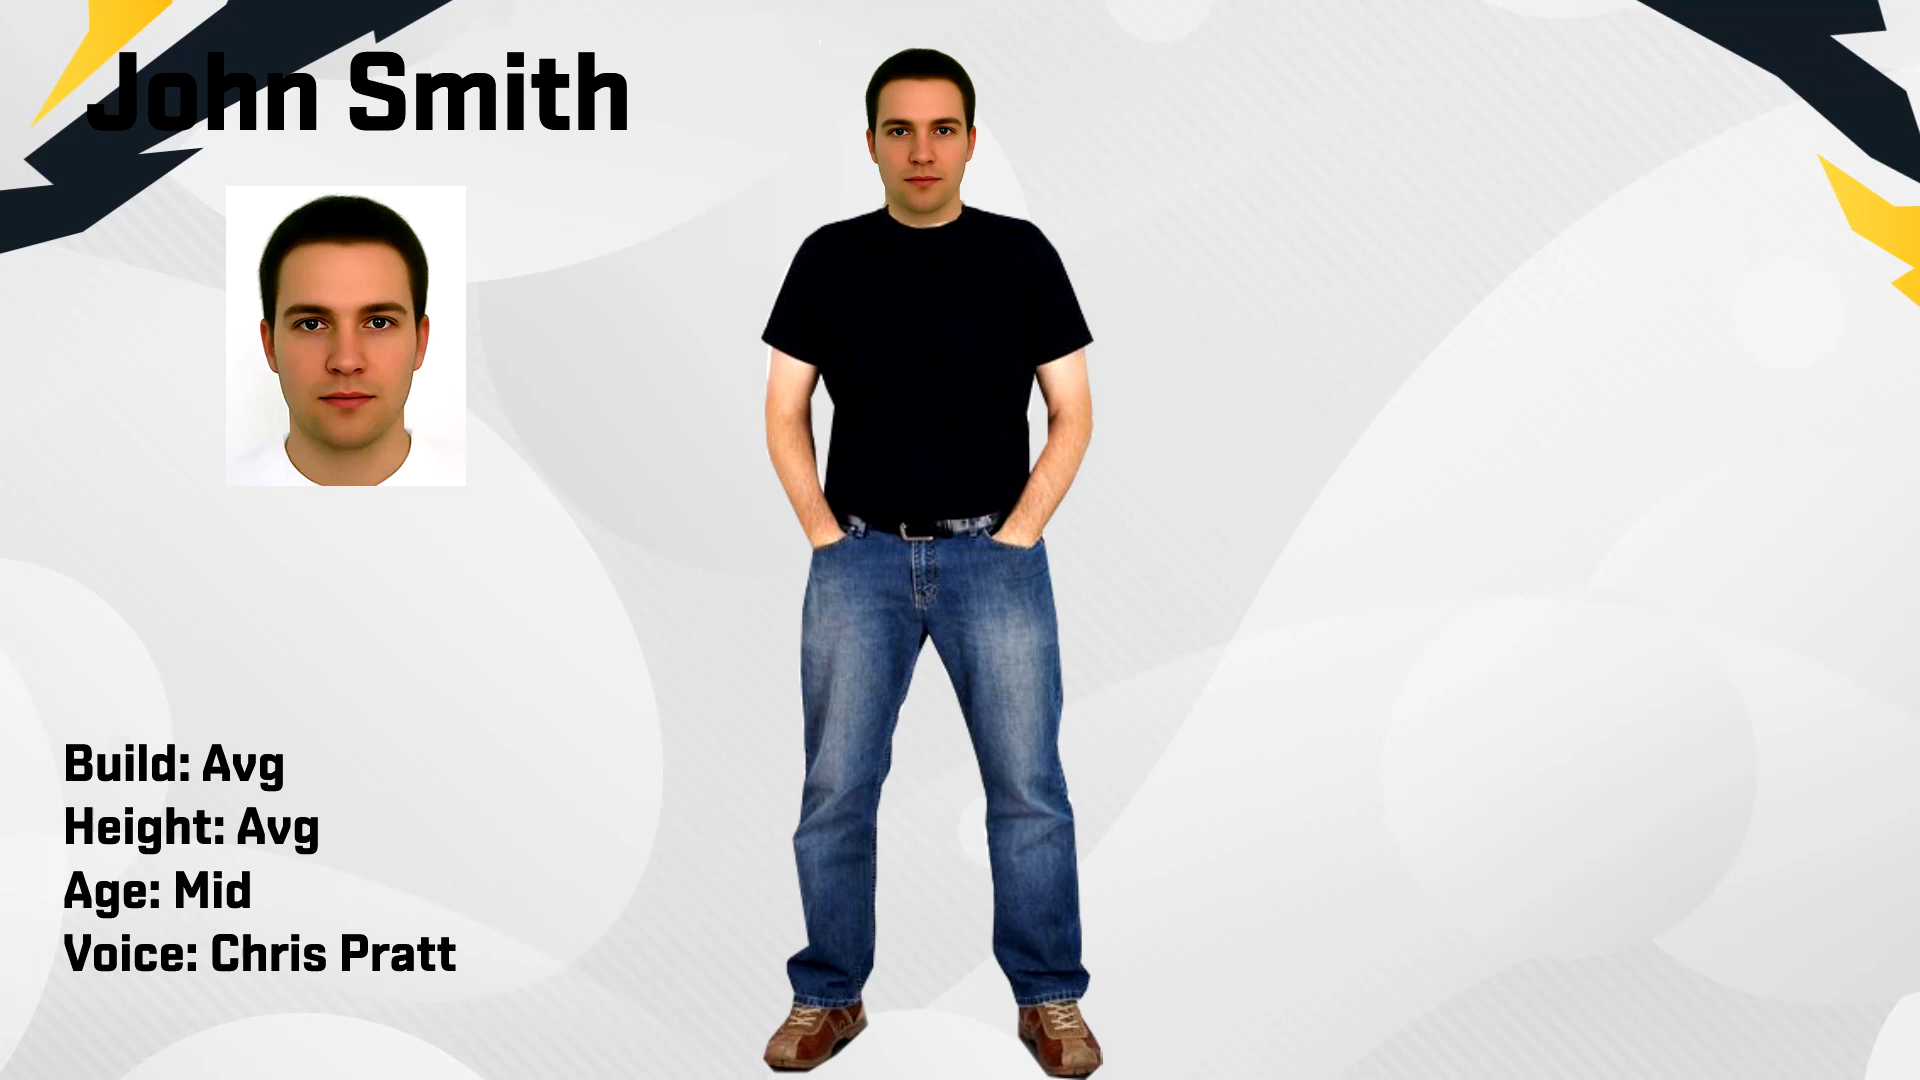 John Smith
Build: Avg
Height: Avg
Age: Mid
Voice: Chris Pratt